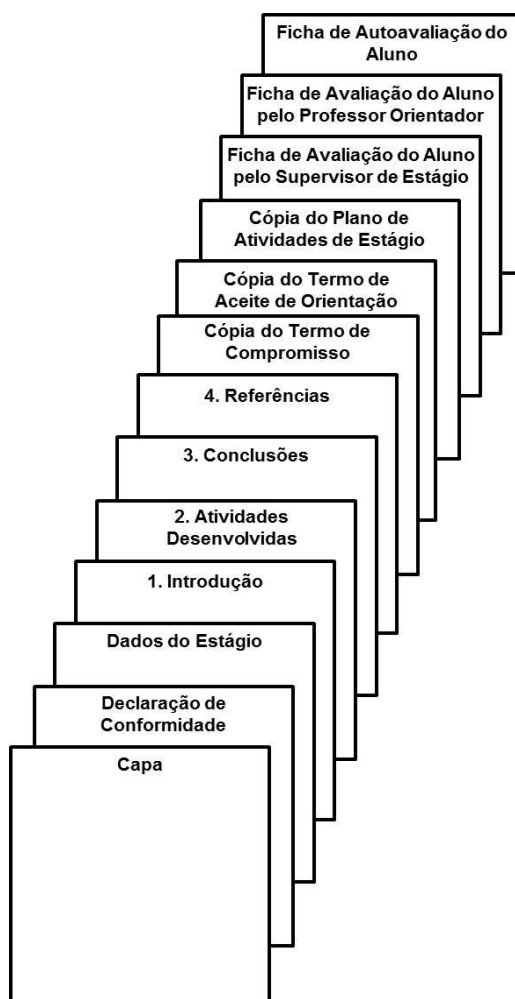 Ficha de Autoavaliação do
Aluno
Ficha de Avaliação do Aluno
pelo Professor Orientador
Ficha de Avaliação do Aluno
pelo Supervisor de Estágio
Cópia do Plano de
Atividades de Estágio
Cópia do Termo de
Aceite de Orientação
Cópia do Termo de
Compromisso
4. Referências
3. Conclusões
2. Atividades
Desenvolvidas
1. Introdução
Dados do Estágio
Declaração de
Conformidade
Capa